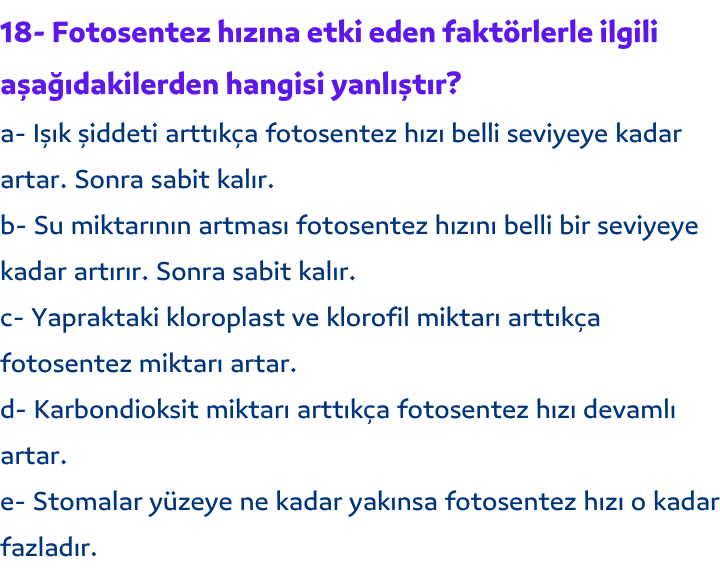 18- Fotosentez hızına etki eden faktörlerle ilgili
aşağıdakilerden hangisi yanlıştır?
a- Işık şiddeti arttıkça fotosentez hızı belli seviyeye kadar
artar. Sonra sabit kalır.
b- Su miktarının artması fotosentez hızını belli bir seviyeye
kadar artırır. Sonra sabit kalır.
c- Yapraktaki kloroplast ve klorofil miktarı arttıkça
fotosentez miktarı artar.
d- Karbondioksit miktarı arttıkça fotosentez hızı devamlı
artar.
e- Stomalar yüzeye ne kadar yakınsa fotosentez hızı o kadar
fazladır.